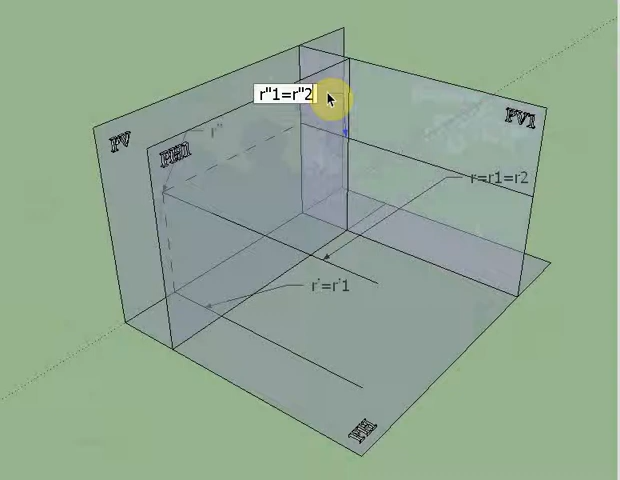 r"1=r"2
PV1
PV
r"
PH1
r=r1=r2
r'=r'1
PH